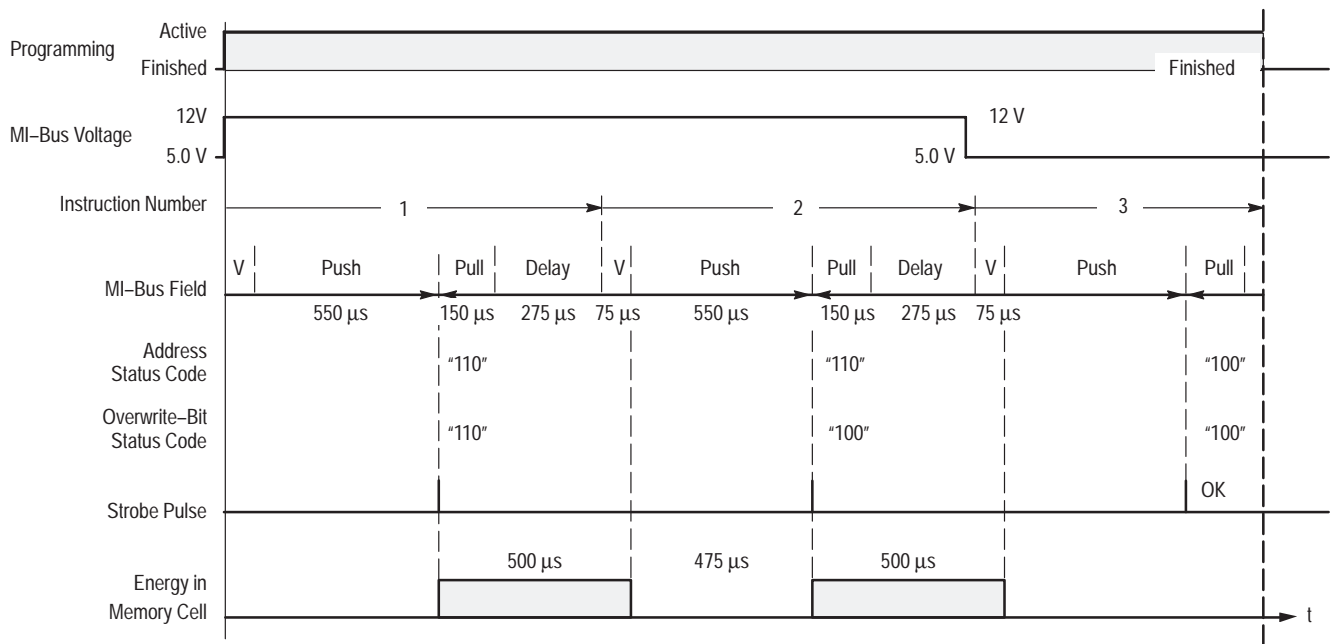 Programming
Active
Finished
Finished
MI–Bus Voltage
12V
12 V
5.0 V
5.0 V
Instruction Number
1
2
3
MI–Bus Field
V
Push
Pull
Delay
V
Push
Pull
Delay
V
Push
Pull
550 µs
150 µs
275 µs
75 µs
550 µs
150 µs
275 µs
75 µs
Address
Status Code
“110”
“110”
“100”
Overwrite–Bit
Status Code
“110”
“100”
“100”
Strobe Pulse
OK
Energy in
Memory Cell
500 µs
475 µs
500 µs
t